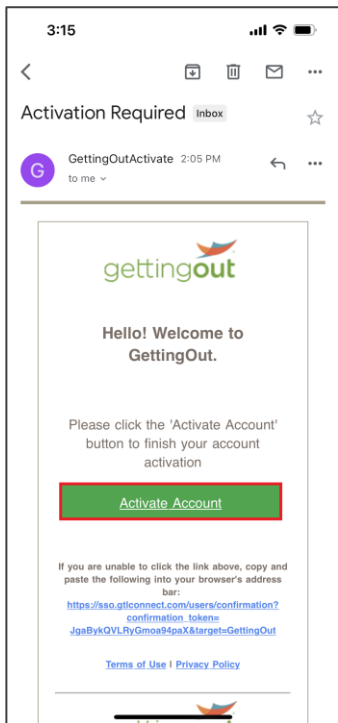 3:15
Activation Required Inbox
G
GettingOutActivate 2:05 PM
to me
gettingout
Hello! Welcome to
GettingOut.
Please click the 'Activate Account'
button to finish your account
activation
Activate Account
If you are unable to click the link above, copy and
paste the following into your browser's address
bar:
https://sso.gtlconnect.com/users/confirmation?
confirmation_token=
JgaBykQVLRyGmoa94paX&target=GettingOut
Terms of Use | Privacy Policy